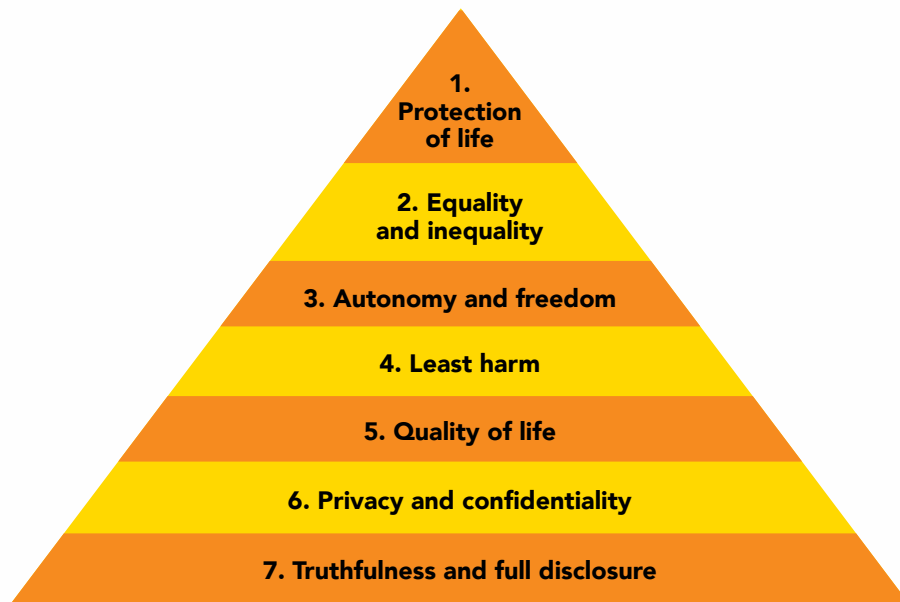 1.
Protection
of life
2. Equality
and inequality
3. Autonomy and freedom
4. Least harm
5. Quality of life
6. Privacy and confidentiality
7. Truthfulness and full disclosure